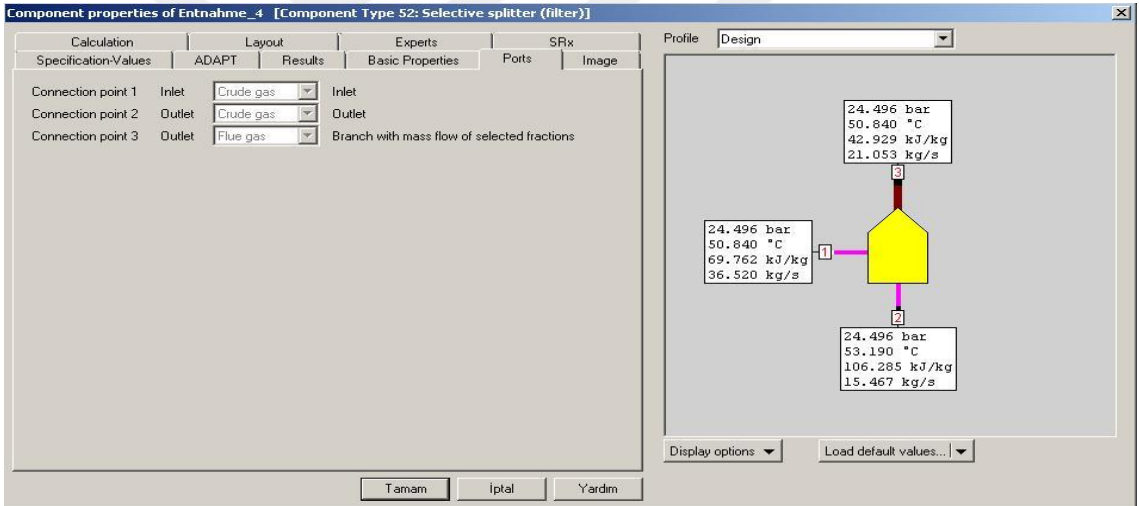 Component properties of Entnahme_4 [Component Type 52: Selective splitter (filter)]
Calculation Layout Experts SRx
Specification-Values ADAPT Results Basic Properties Ports Image
Connection point 1 Inlet Crude gas Inlet
Connection point 2 Outlet Crude gas Outlet
Connection point 3 Outlet Flue gas Branch with mass flow of selected fractions
Tamam İptal Yardım
Profile Design
24.496 bar
50.840 °C
42.929 kJ/kg
21.053 kg/s
3
24.496 bar
50.840 °C
69.762 kJ/kg
36.520 kg/s
1
2
24.496 bar
53.190 °C
106.285 kJ/kg
15.467 kg/s
Display options Load default values...